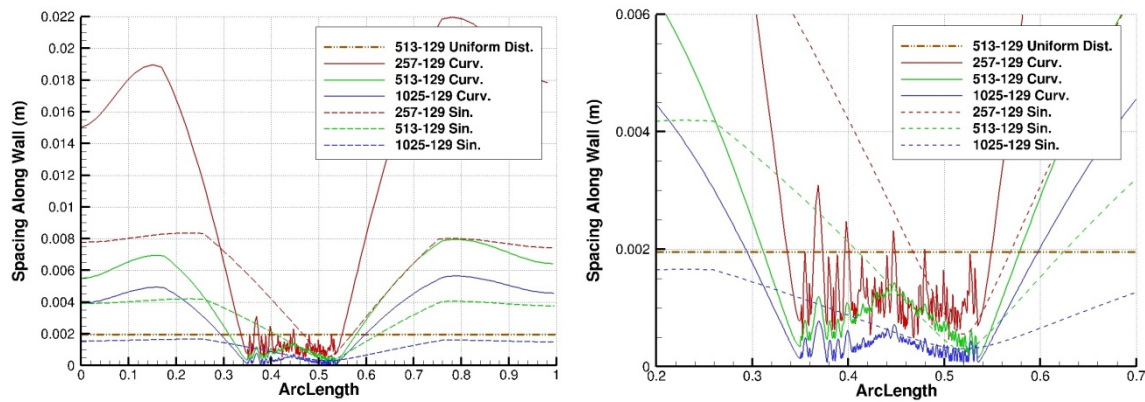 0.022
0.02
0.018
0.016
0.014
0.012
0.01
0.008
0.006
0.004
0.002
0
Spacing Along Wall (m)
513-129 Uniform Dist.
257-129 Curv.
513-129 Curv.
1025-129 Curv.
257-129 Sin.
513-129 Sin.
1025-129 Sin.
0 0.1 0.2 0.3 0.4 0.5 0.6 0.7 0.8 0.9 1
ArcLength
0.006
0.004
0.002
0
Spacing Along Wall (m)
513-129 Uniform Dist.
257-129 Curv.
513-129 Curv.
1025-129 Curv.
257-129 Sin.
513-129 Sin.
1025-129 Sin.
0.2 0.3 0.4 0.5 0.6 0.7
ArcLength